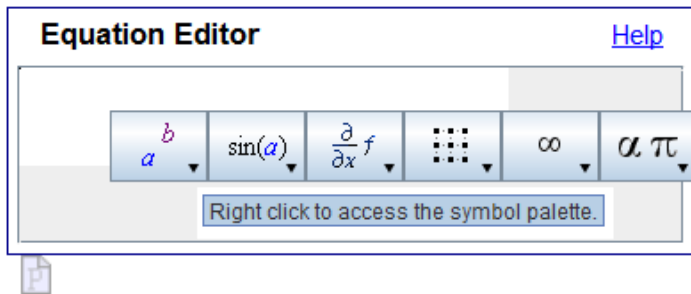 Equation Editor Help
a^b sin(a) ∂/∂x f ∞ α π
Right click to access the symbol palette.
P